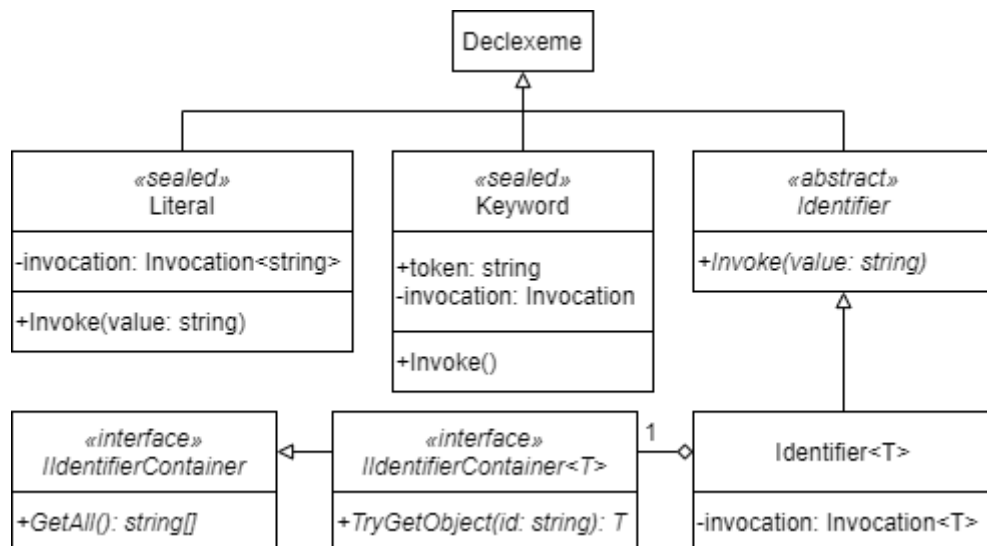 Declexeme
«sealed»
Literal
-invocation: Invocation<string>
+Invoke(value: string)
«sealed»
Keyword
+token: string
-invocation: Invocation
+Invoke()
«abstract»
Identifier
+Invoke(value: string)
«interface»
IIdentifierContainer
+GetAll(): string[]
«interface»
IIdentifierContainer<T>
+TryGetObject(id: string): T
1
Identifier<T>
-invocation: Invocation<T>